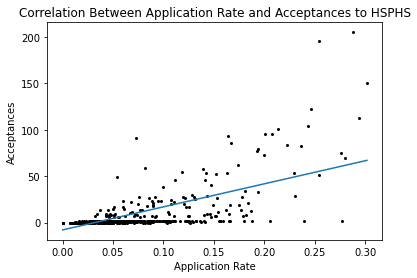 Correlation Between Application Rate and Acceptances to HSPHS
Acceptances
200
150
100
50
0
0.00 0.05 0.10 0.15 0.20 0.25 0.30
Application Rate